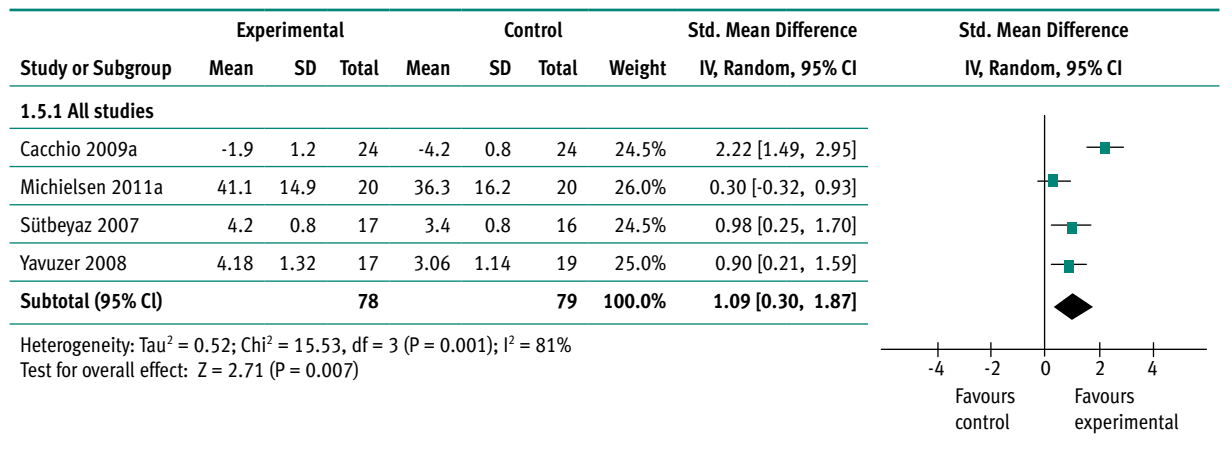 Experimental Control Std. Mean Difference Std. Mean Difference
Study or Subgroup Mean SD Total Mean SD Total Weight IV, Random, 95% CI IV, Random, 95% CI
1.5.1 All studies
Cacchio 2009a -1.9 1.2 24 -4.2 0.8 24 24.5% 2.22 [1.49, 2.95]
Michielsen 2011a 41.1 14.9 20 36.3 16.2 20 26.0% 0.30 [-0.32, 0.93]
Sütbeyaz 2007 4.2 0.8 17 3.4 0.8 16 24.5% 0.98 [0.25, 1.70]
Yavuzer 2008 4.18 1.32 17 3.06 1.14 19 25.0% 0.90 [0.21, 1.59]
Subtotal (95% Cl) 78 79 100.0% 1.09 [0.30, 1.87]
Heterogeneity: Tau² = 0.52; Chi² = 15.53, df = 3 (P = 0.001); I² = 81%
Test for overall effect: Z = 2.71 (P = 0.007)
-4 -2 0 2 4
Favours Favours
control experimental